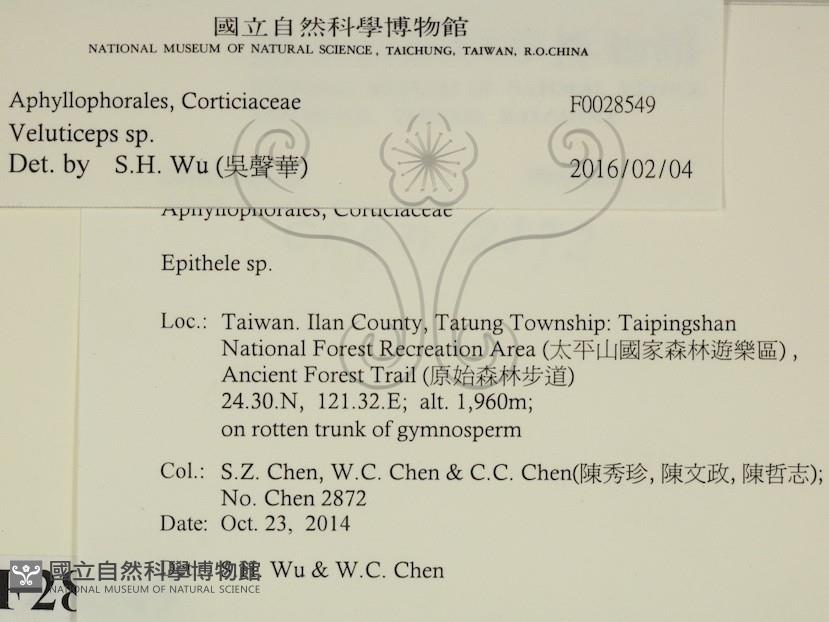 國立自然科學博物館
NATIONAL MUSEUM OF NATURAL SCIENCE, TAICHUNG, TAIWAN, R.O.CHINA
Aphyllophorales, Corticiaceae F0028549
Veluticeps sp.
Det. by S.H. Wu (吳聲華) 2016/02/04
Aphyllophorales, Corticiaceae
Epithele sp.
Loc.: Taiwan. Ilan County, Tatung Township: Taipingshan
National Forest Recreation Area (太平山國家森林遊樂區) ,
Ancient Forest Trail (原始森林步道)
24.30.N, 121.32.E; alt. 1,960m;
on rotten trunk of gymnosperm
Col.: S.Z. Chen, W.C. Chen & C.C. Chen(陳秀珍, 陳文政, 陳哲志);
No. Chen 2872
Date: Oct. 23, 2014
Wu & W.C. Chen
國立自然科學博物館
NATIONAL MUSEUM OF NATURAL SCIENCE